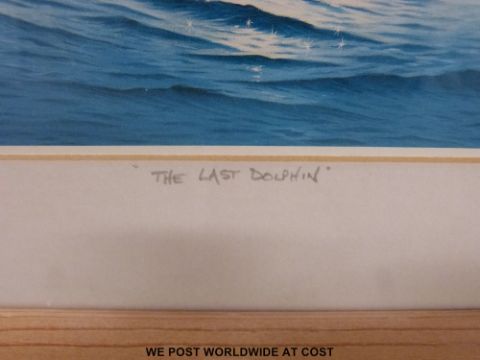 "THE LAST DOLPHIN"
WE POST WORLDWIDE AT COST